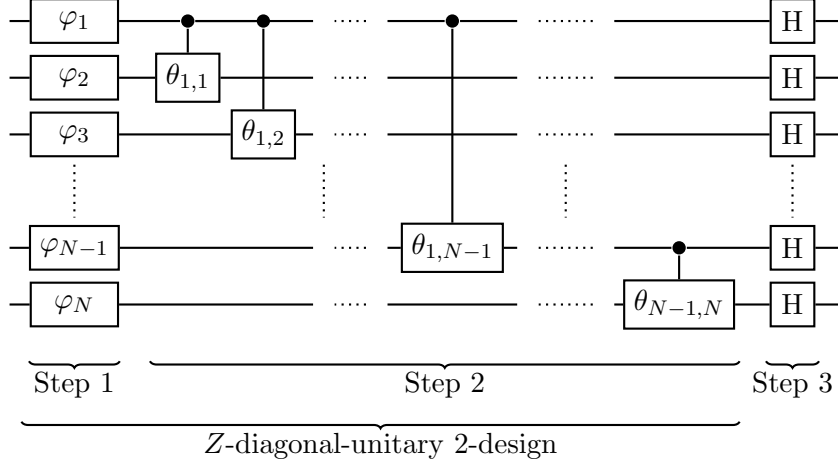 φ₁ H
φ₂ θ₁,₁ H
φ₃ θ₁,₂ H
φN−1 θ1,N−1 H
φN θN−1,N H
Step 1 Step 2 Step 3
Z-diagonal-unitary 2-design